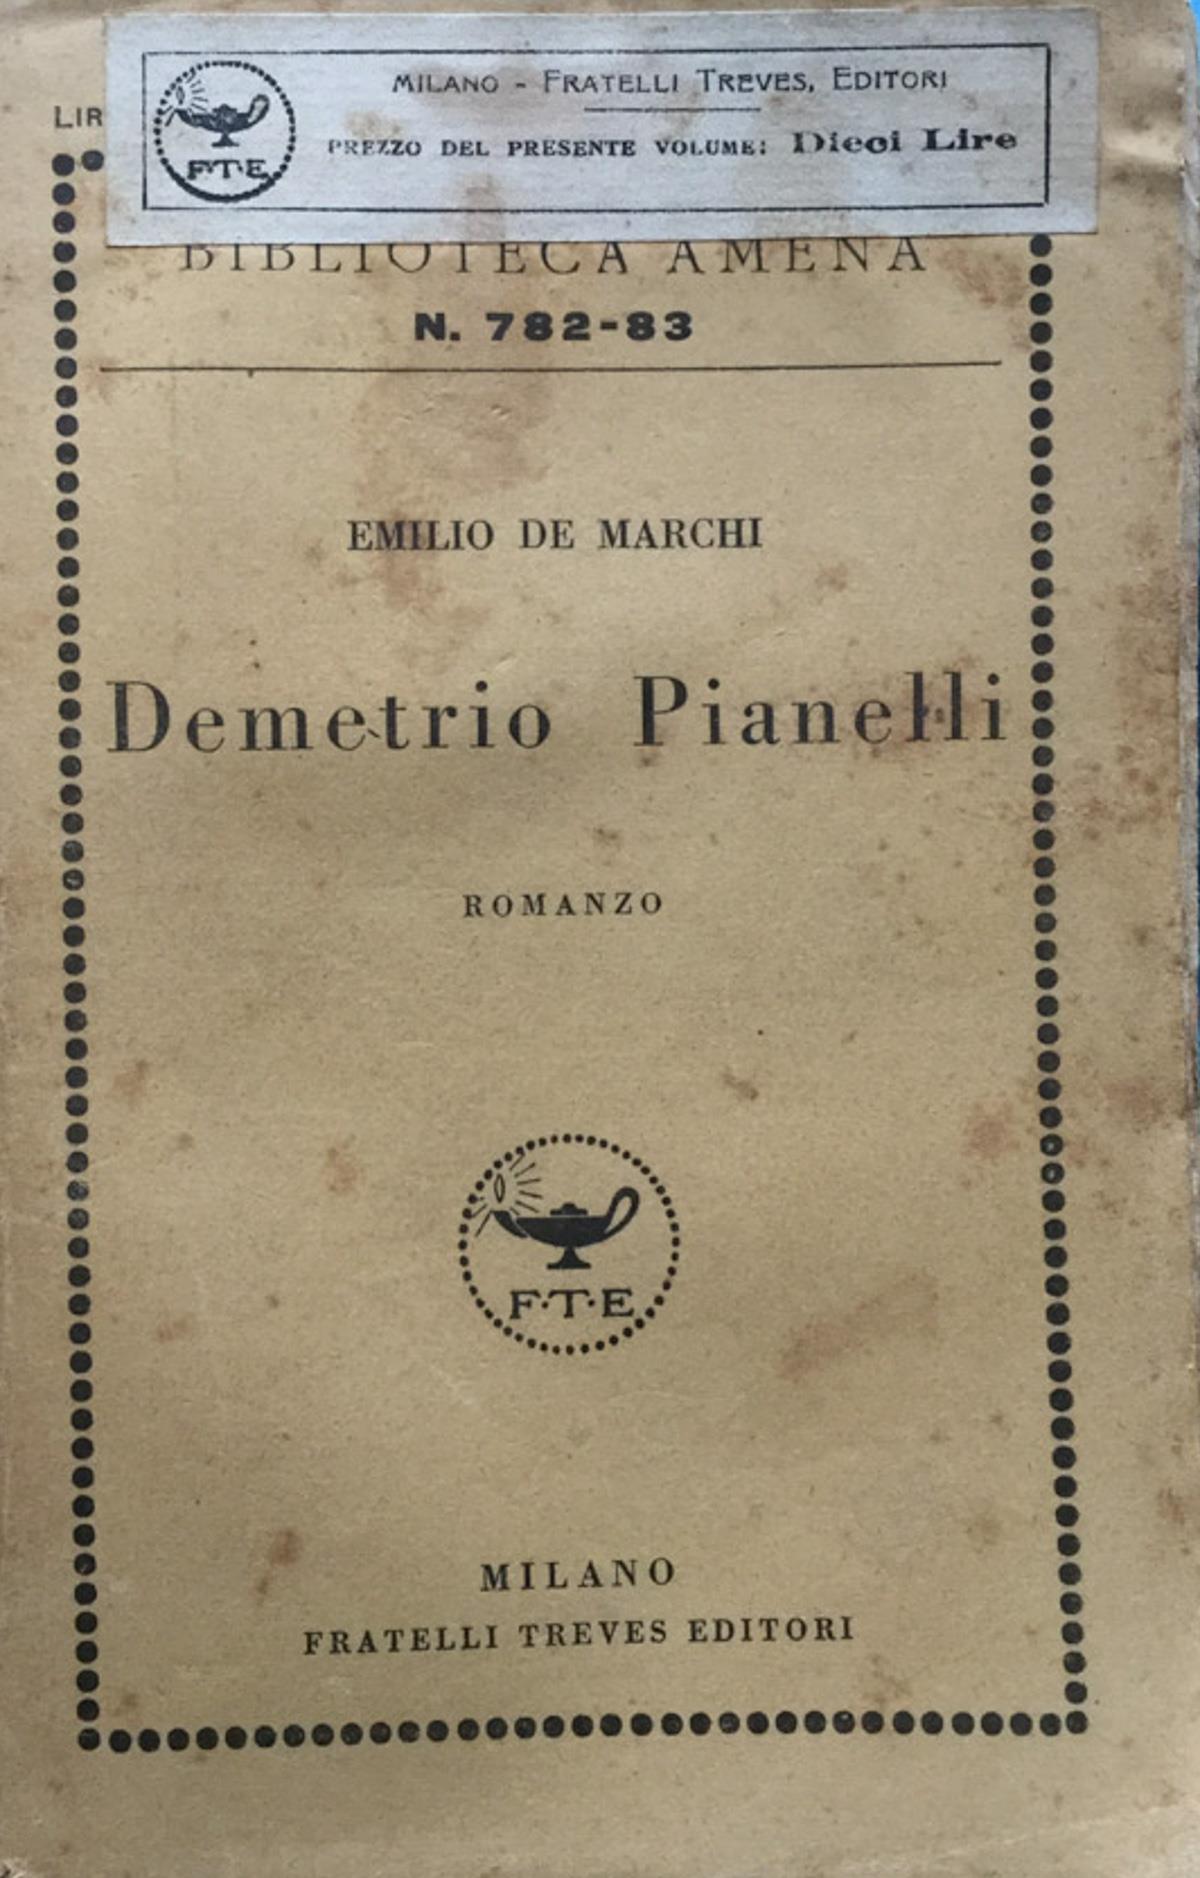 MILANO - FRATELLI TREVES, EDITORI
PREZZO DEL PRESENTE VOLUME: Dieci Lire
F·T·E
LIR
BIBLIOTECA AMENA
N. 782-83
EMILIO DE MARCHI
Demetrio Pianelli
ROMANZO
F·T·E
MILANO
FRATELLI TREVES EDITORI